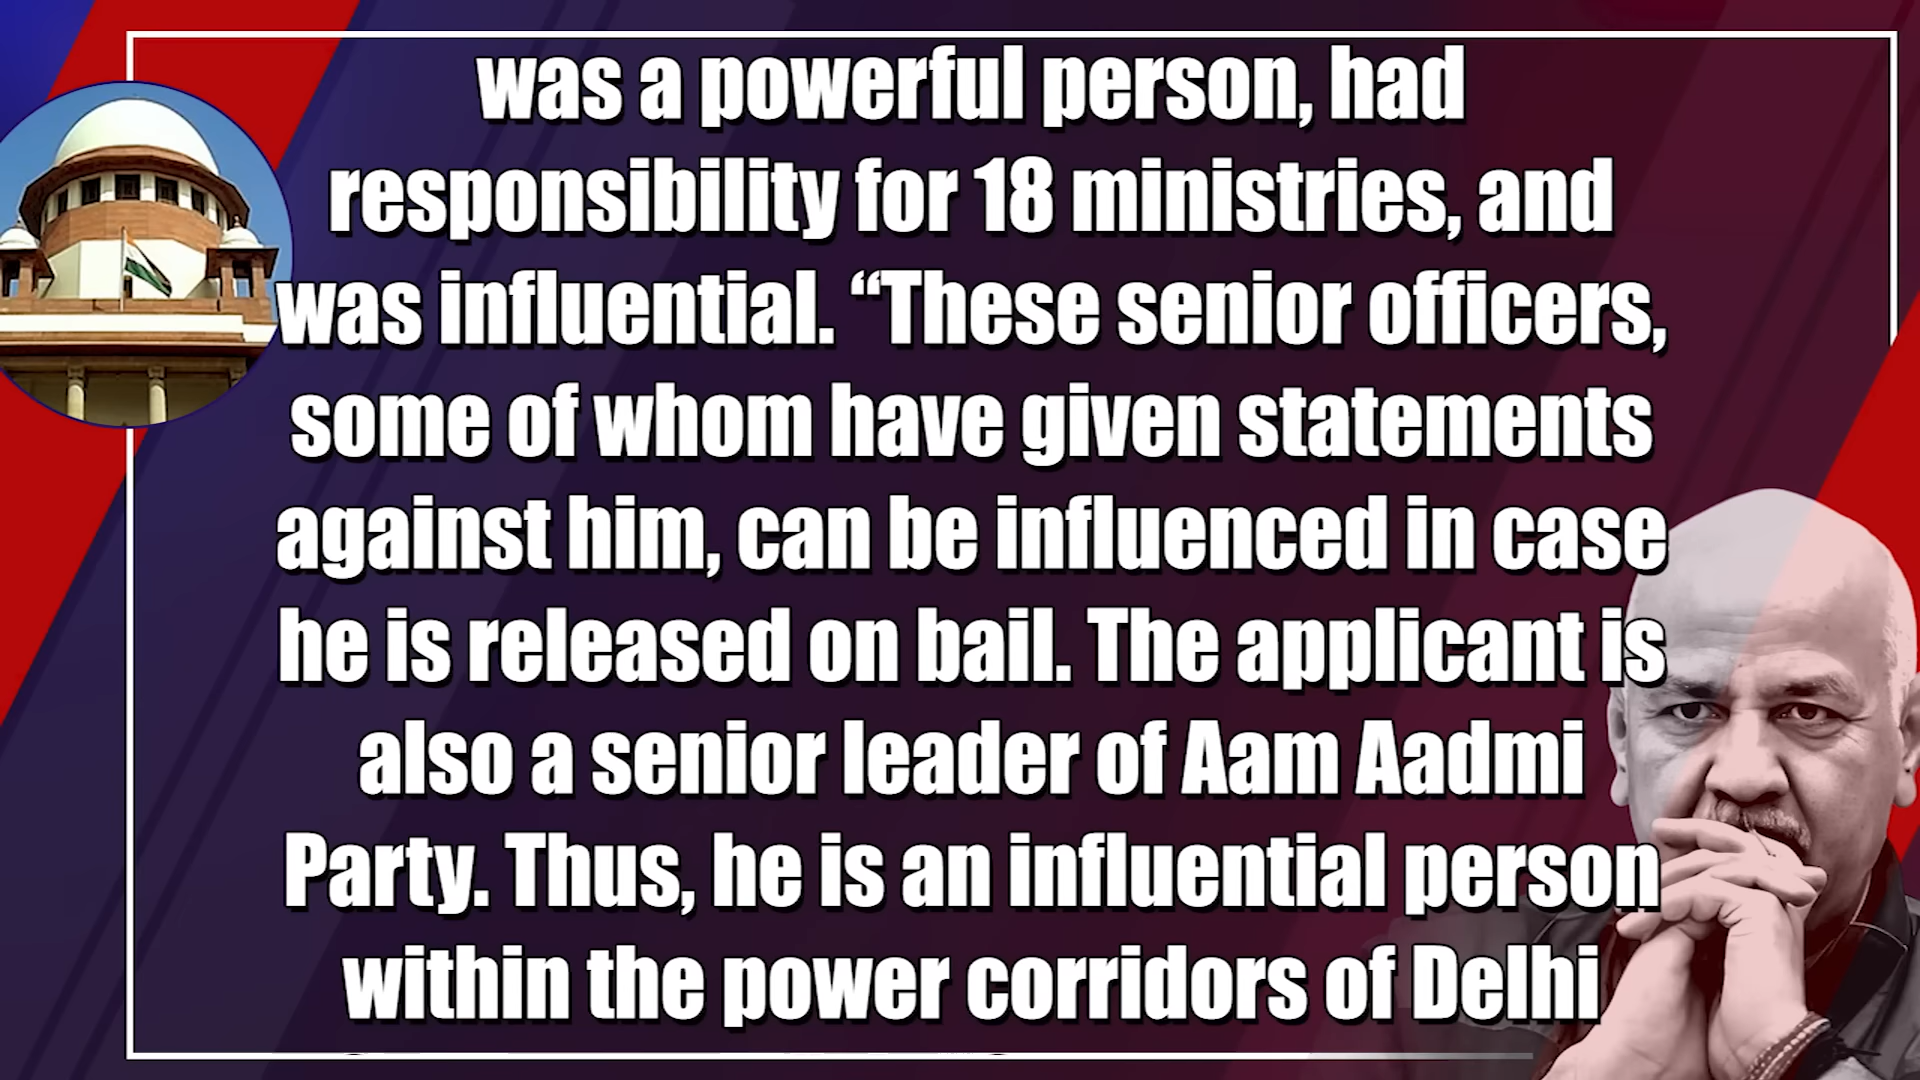 was a powerful person, had
responsibility for 18 ministries, and
was influential. “These senior officers,
some of whom have given statements
against him, can be influenced in case
he is released on bail. The applicant is
also a senior leader of Aam Aadmi
Party. Thus, he is an influential person
within the power corridors of Delhi